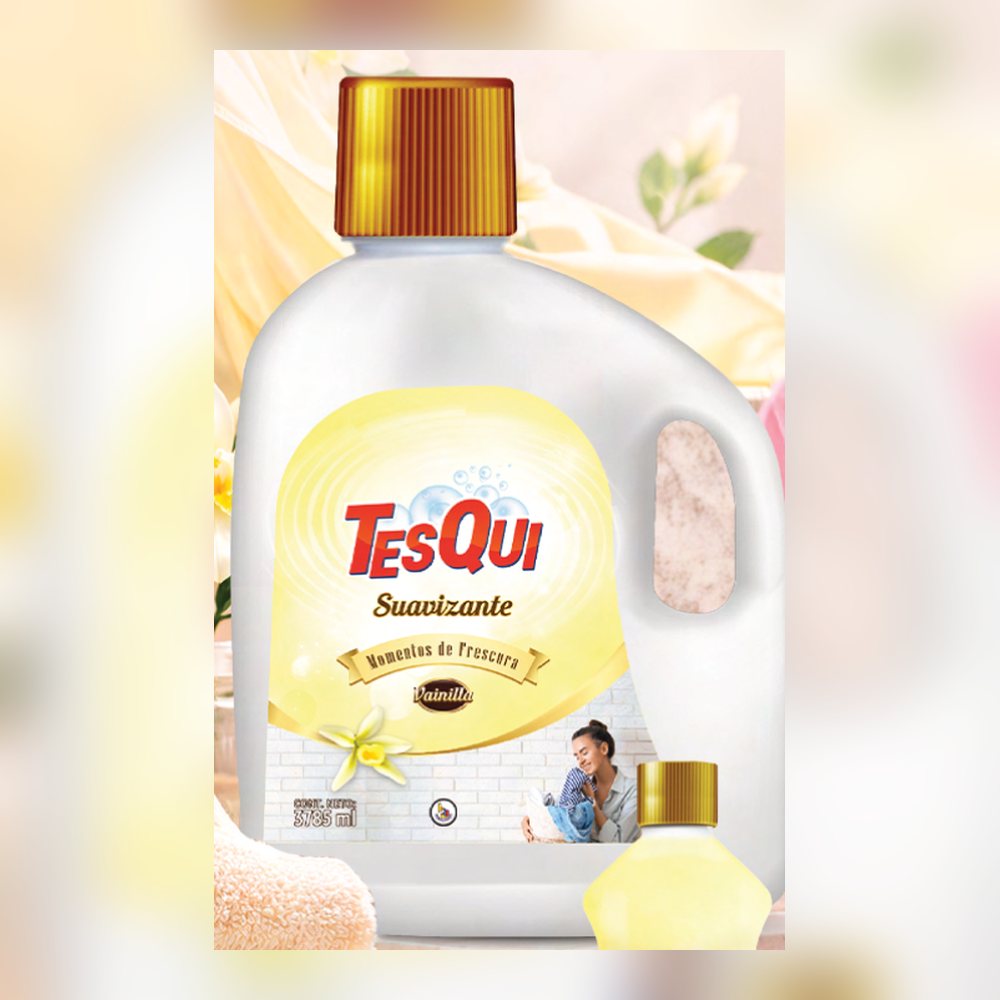 TESQUI
Suavizante
Momentos de Frescura
Vainilla
CONT. NETO:
3785 ml